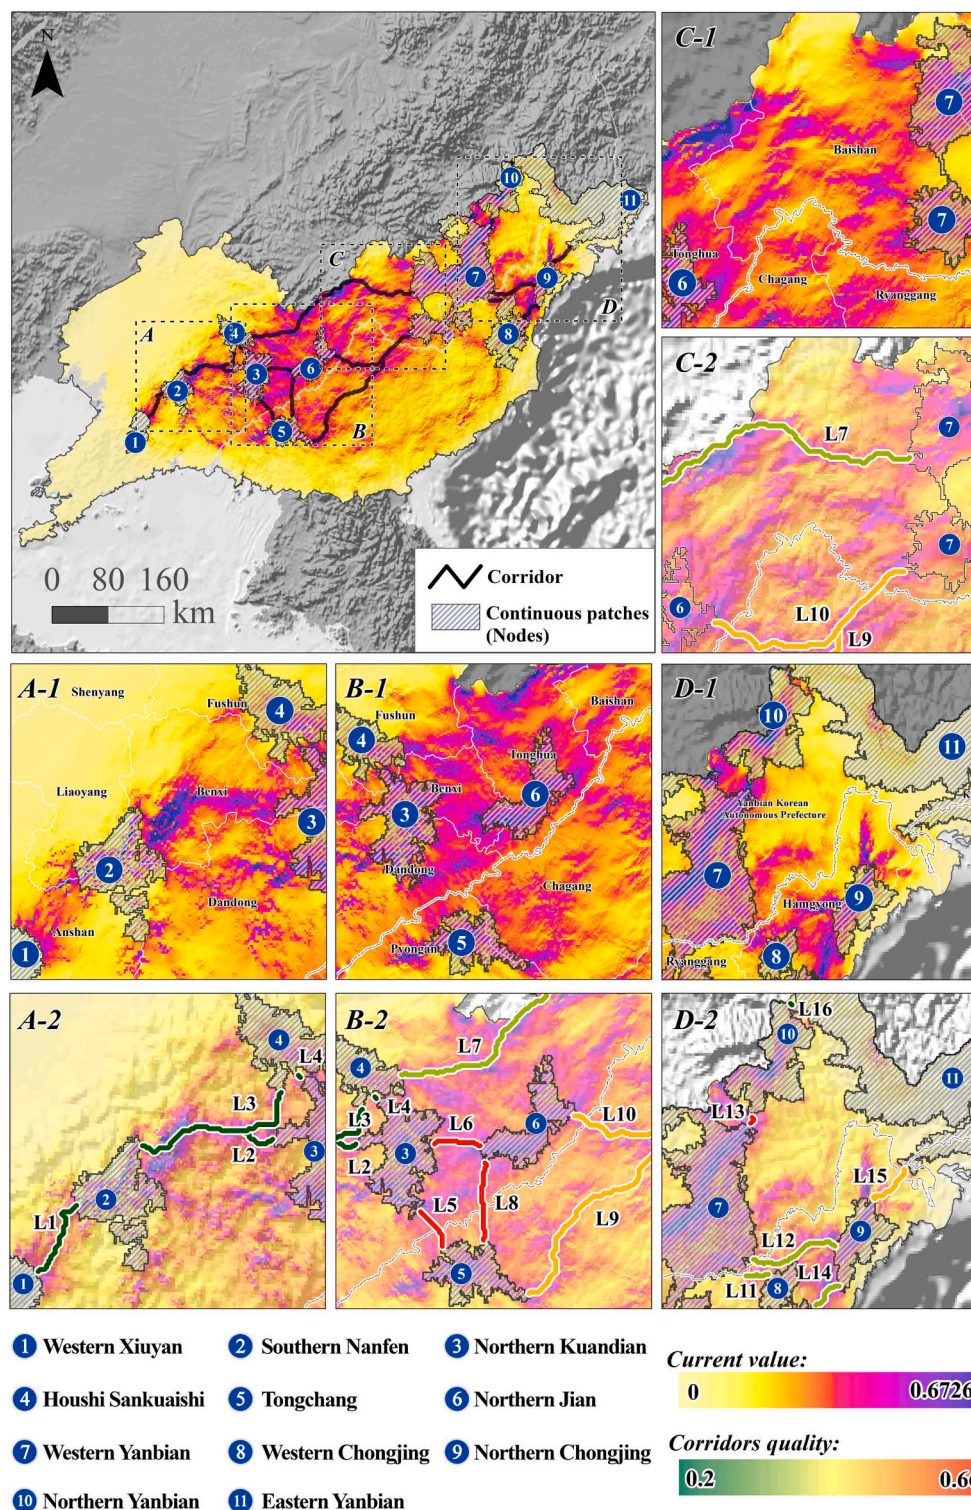 N
10
11
C
7
9
D
8
A
4
2
3
6
1
5
B
0 80 160
km
Corridor
Continuous patches
(Nodes)
C-1
7
Baishan
7
Tonghua
6
Chagang
Ryanggang
C-2
L7
7
7
6
L10
L9
A-1
Shenyang
Fushun
4
Liaoyang
Benxi
3
2
Dandong
Anshan
1
B-1
Baishan
Fushun
4
Tonghua
Benxi
6
3
Dandong
Chagang
Pyongan
5
D-1
10
11
Yanbian Korean
Autonomous Prefecture
7
Hamgyong
9
Ryanggang
8
A-2
4
L4
L3
L2
3
2
L1
1
B-2
L7
4
L4
L3
L10
L6
6
L2
3
L5
L8
L9
5
D-2
L16
10
11
L13
L15
7
L12
9
L11
L14
8
1 Western Xiuyan
2 Southern Nanfen
3 Northern Kuandian
4 Houshi Sankuaishi
5 Tongchang
6 Northern Jian
7 Western Yanbian
8 Western Chongjing
9 Northern Chongjing
10 Northern Yanbian
11 Eastern Yanbian
Current value:
0 0.6726
Corridors quality:
0.2